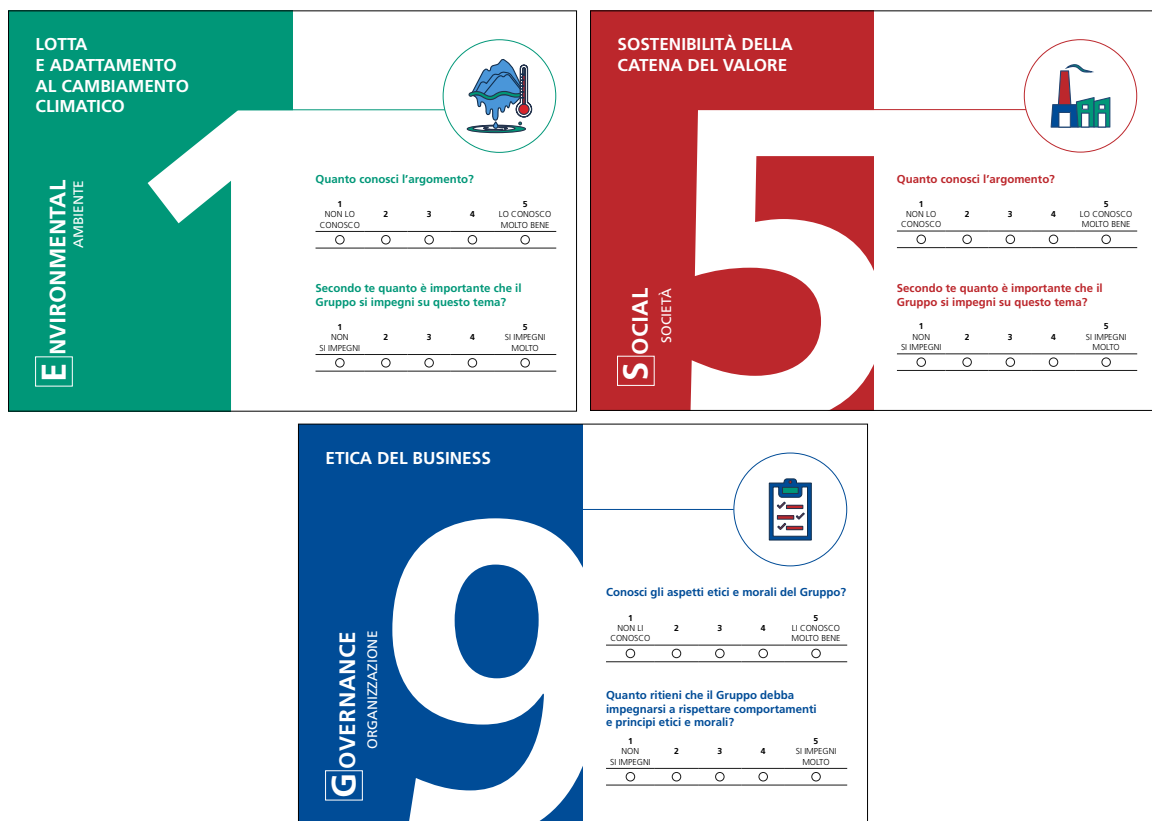 LOTTA
E ADATTAMENTO
AL CAMBIAMENTO
CLIMATICO
1
ENVIRONMENTAL
AMBIENTE
Quanto conosci l’argomento?
1 2 3 4 5
NON LO CONOSCO LO CONOSCO MOLTO BENE
Secondo te quanto è importante che il
Gruppo si impegni su questo tema?
1 2 3 4 5
NON SI IMPEGNI SI IMPEGNI MOLTO
SOSTENIBILITÀ DELLA
CATENA DEL VALORE
5
SOCIAL
SOCIETÀ
Quanto conosci l’argomento?
1 2 3 4 5
NON LO CONOSCO LO CONOSCO MOLTO BENE
Secondo te quanto è importante che il
Gruppo si impegni su questo tema?
1 2 3 4 5
NON SI IMPEGNI SI IMPEGNI MOLTO
ETICA DEL BUSINESS
9
GOVERNANCE
ORGANIZZAZIONE
Conosci gli aspetti etici e morali del Gruppo?
1 2 3 4 5
NON LI CONOSCO LI CONOSCO MOLTO BENE
Quanto ritieni che il Gruppo debba
impegnarsi a rispettare comportamenti
e principi etici e morali?
1 2 3 4 5
NON SI IMPEGNI SI IMPEGNI MOLTO